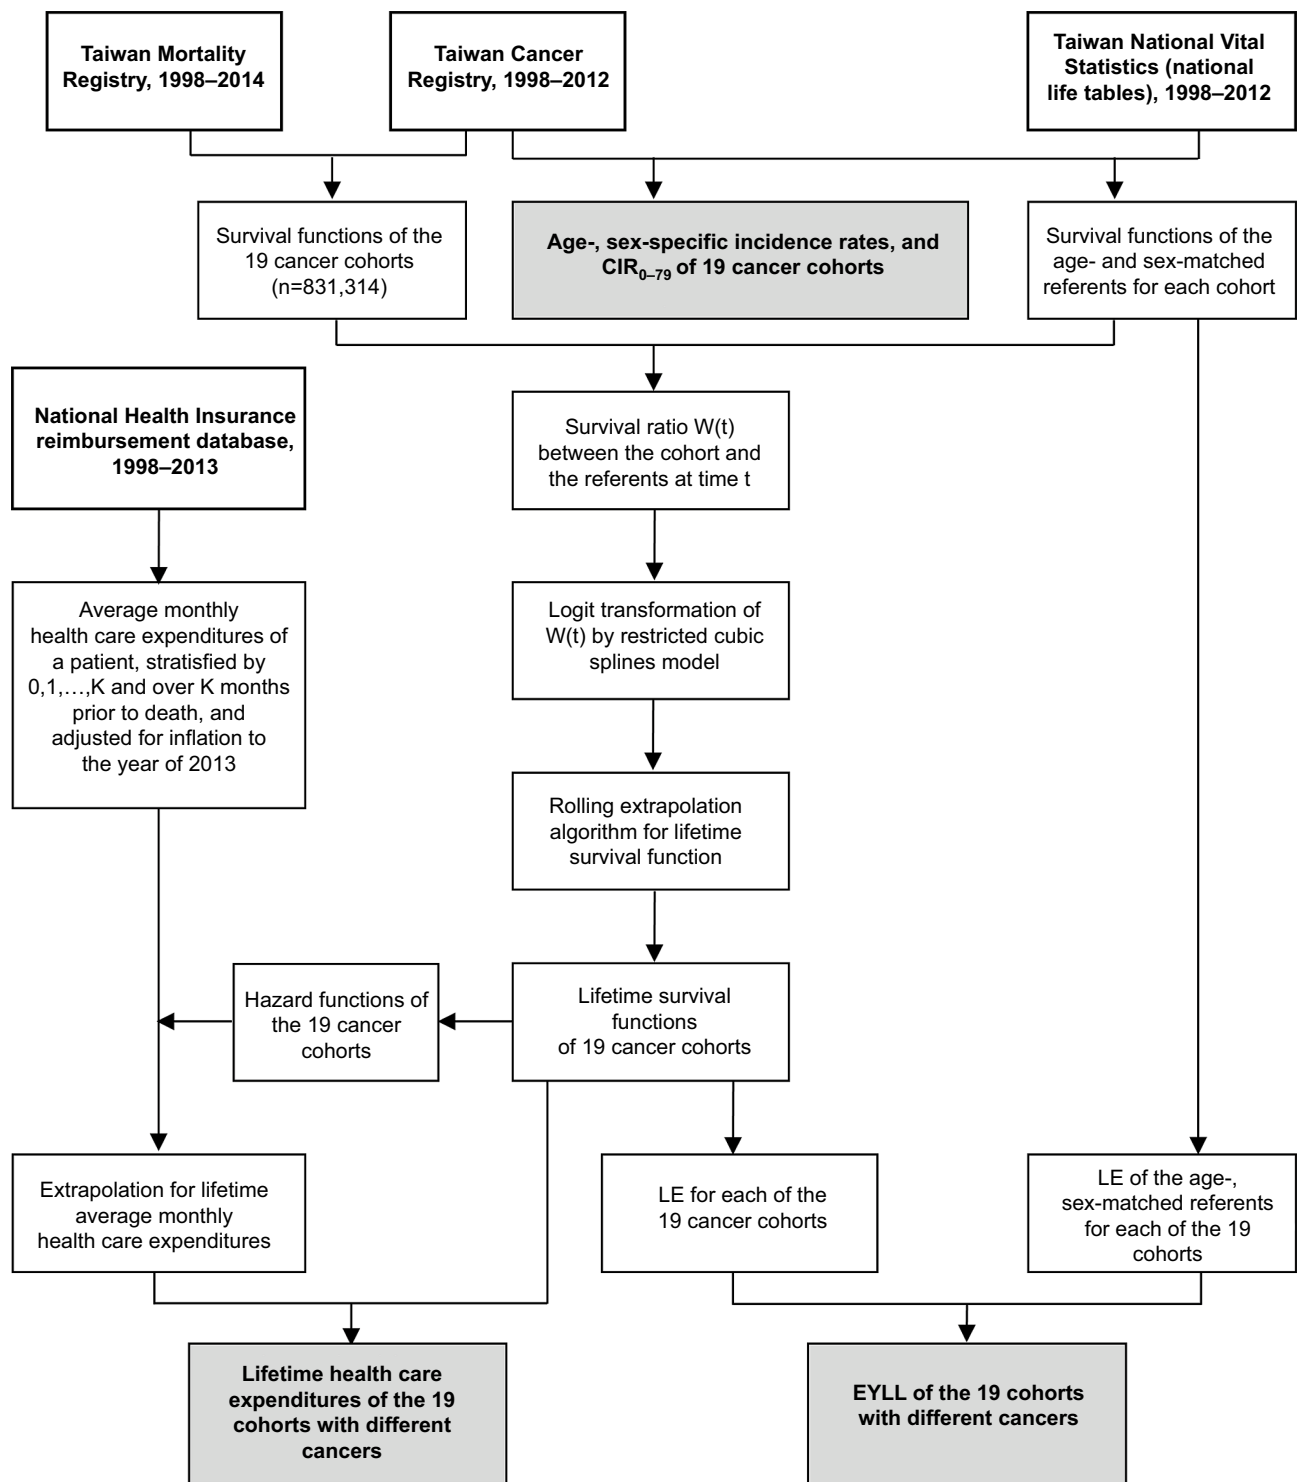 Taiwan Mortality
Registry, 1998–2014
Taiwan Cancer
Registry, 1998–2012
Taiwan National Vital
Statistics (national
life tables), 1998–2012
Survival functions of the
19 cancer cohorts
(n=831,314)
Age-, sex-specific incidence rates, and
CIR0–79 of 19 cancer cohorts
Survival functions of the
age- and sex-matched
referents for each cohort
National Health Insurance
reimbursement database,
1998–2013
Survival ratio W(t)
between the cohort and
the referents at time t
Average monthly
health care expenditures of
a patient, stratisfied by
0,1,…,K and over K months
prior to death, and
adjusted for inflation to
the year of 2013
Logit transformation of
W(t) by restricted cubic
splines model
Rolling extrapolation
algorithm for lifetime
survival function
Hazard functions of
the 19 cancer
cohorts
Lifetime survival
functions
of 19 cancer cohorts
Extrapolation for lifetime
average monthly
health care expenditures
LE for each of the
19 cancer cohorts
LE of the age-,
sex-matched referents
for each of the 19
cohorts
Lifetime health care
expenditures of the 19
cohorts with different
cancers
EYLL of the 19 cohorts
with different cancers